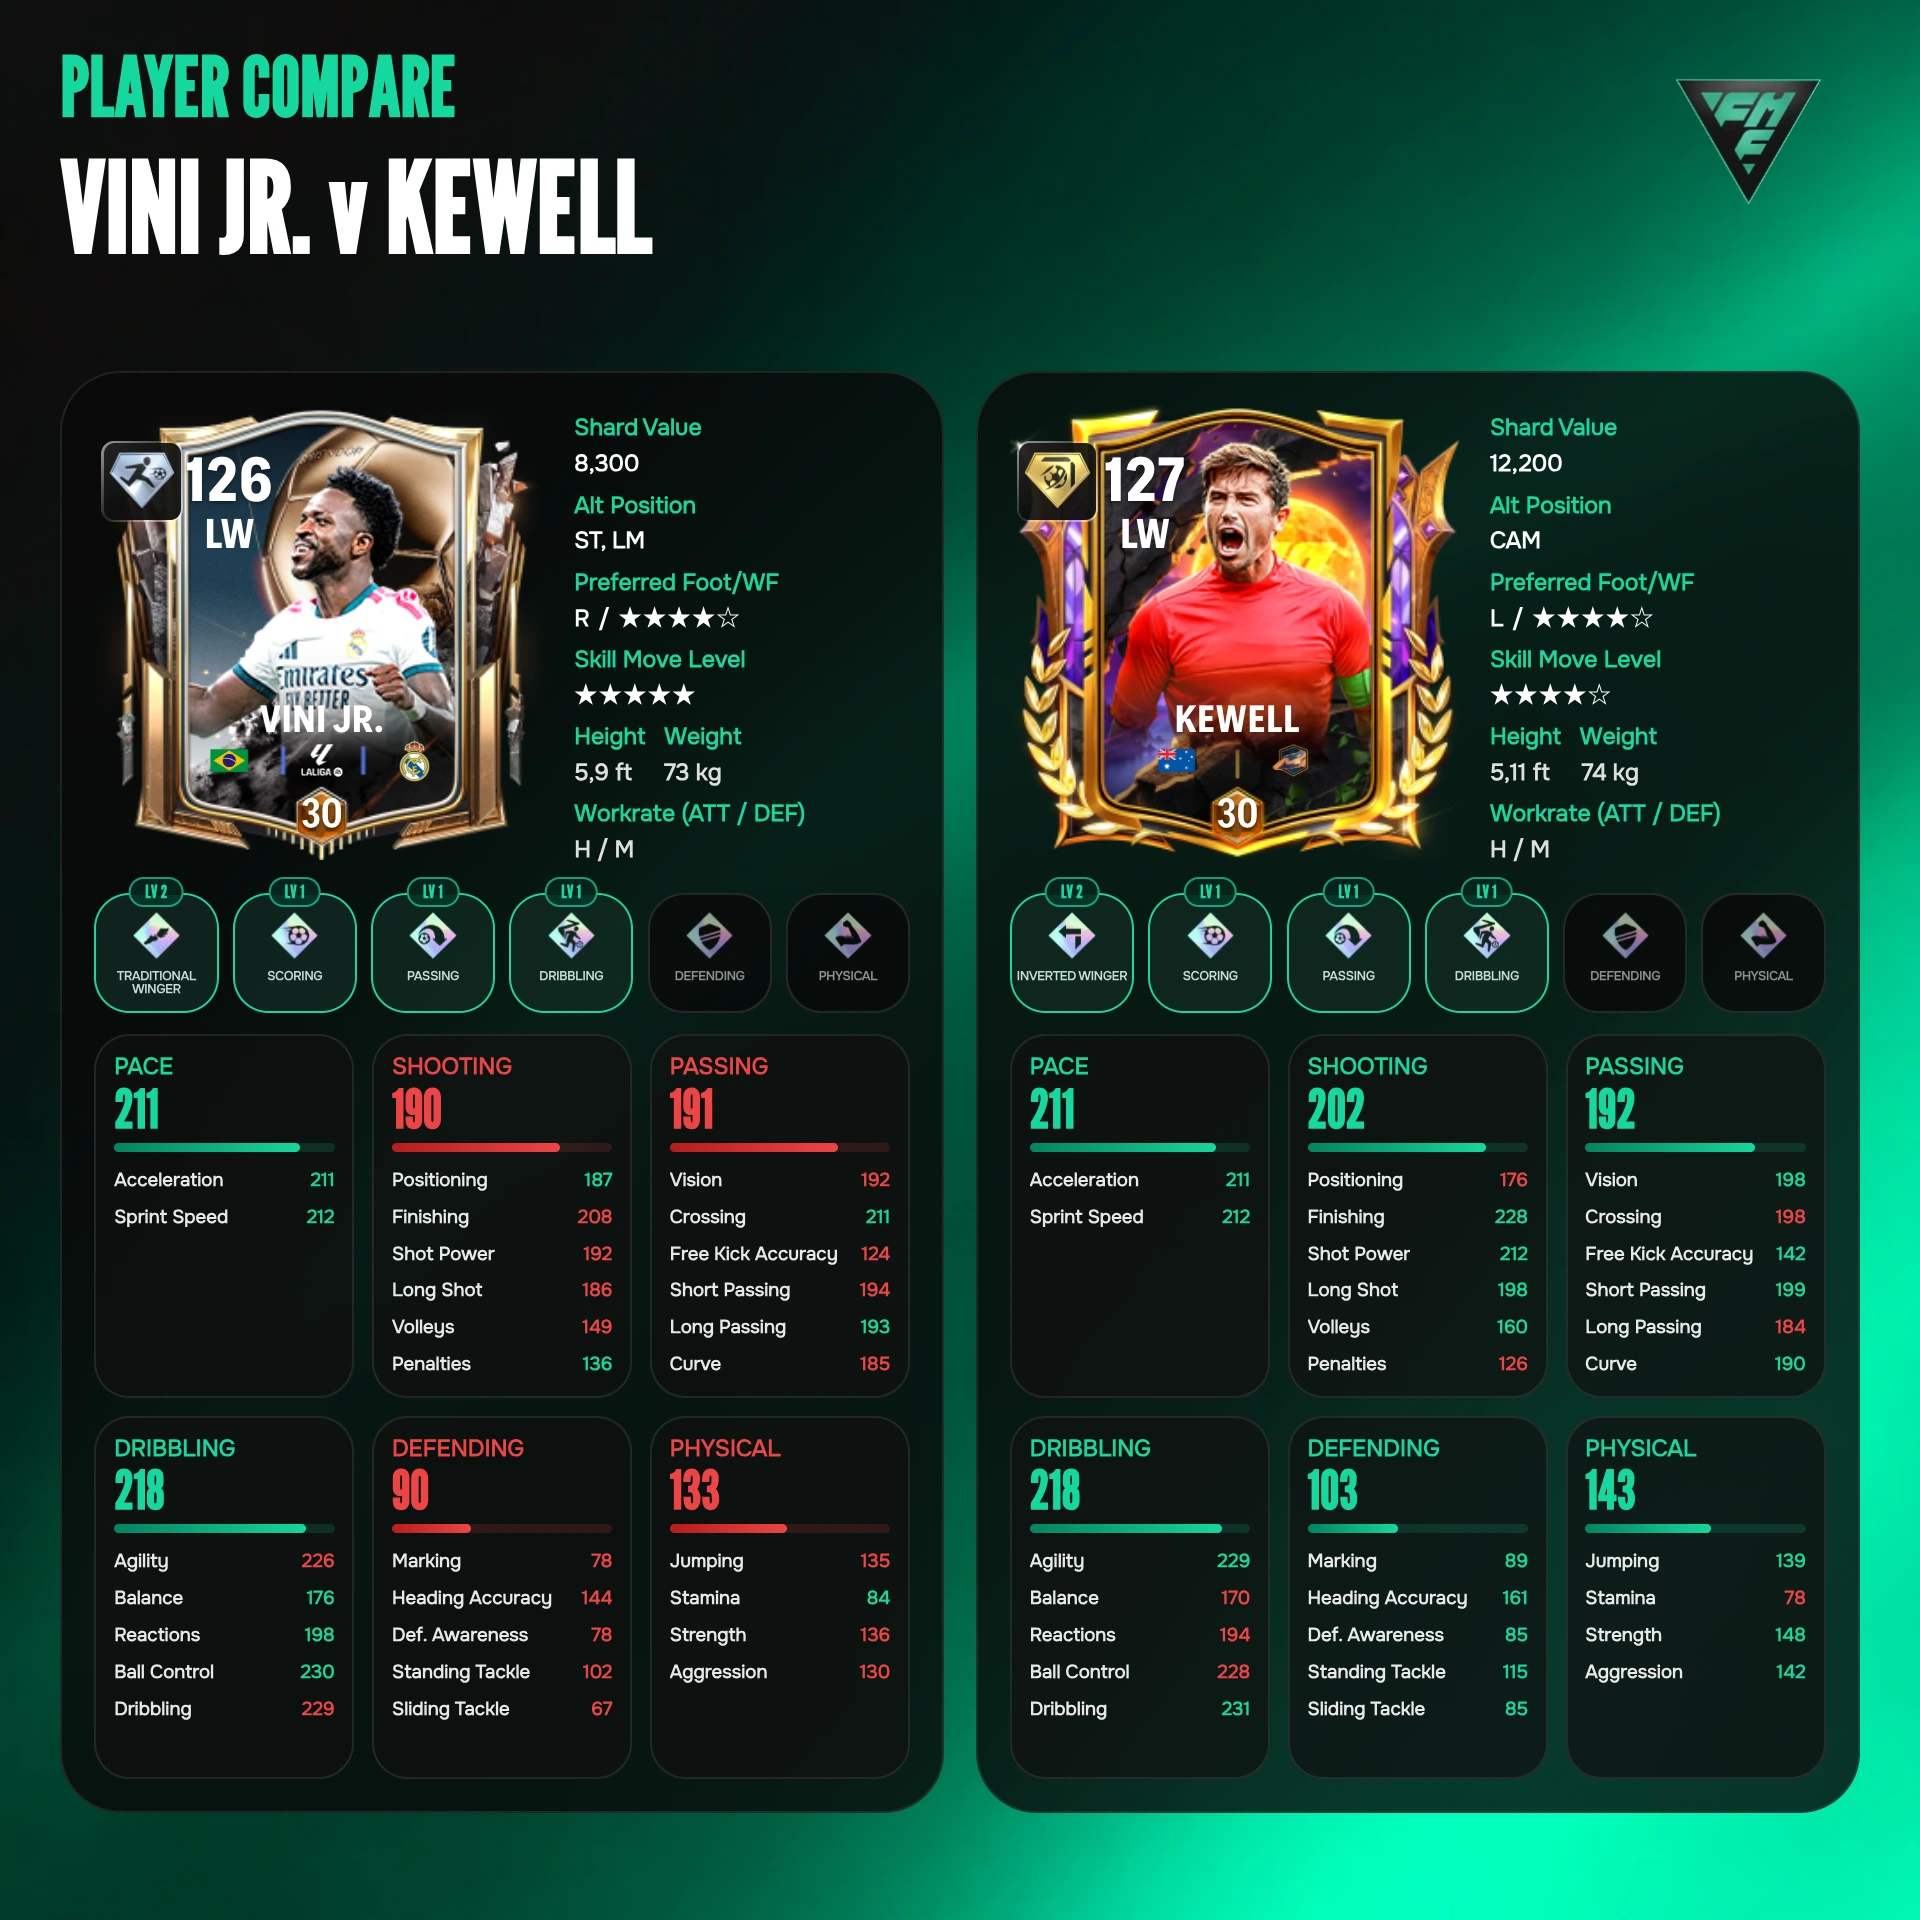 PLAYER COMPARE
VINI JR. v KEWELL
FME
126
LW
Emirates
FLY BETTER
VINI JR.
LALIGA
30
Shard Value
8,300
Alt Position
ST, LM
Preferred Foot/WF
R / ★★★★☆
Skill Move Level
★★★★★
Height Weight
5,9 ft 73 kg
Workrate (ATT / DEF)
H / M
LV 2 LV 1 LV 1 LV 1
TRADITIONAL WINGER SCORING PASSING DRIBBLING DEFENDING PHYSICAL
PACE
211
Acceleration 211
Sprint Speed 212
SHOOTING
190
Positioning 187
Finishing 208
Shot Power 192
Long Shot 186
Volleys 149
Penalties 136
PASSING
191
Vision 192
Crossing 211
Free Kick Accuracy 124
Short Passing 194
Long Passing 193
Curve 185
DRIBBLING
218
Agility 226
Balance 176
Reactions 198
Ball Control 230
Dribbling 229
DEFENDING
90
Marking 78
Heading Accuracy 144
Def. Awareness 78
Standing Tackle 102
Sliding Tackle 67
PHYSICAL
133
Jumping 135
Stamina 84
Strength 136
Aggression 130
127
LW
KEWELL
30
Shard Value
12,200
Alt Position
CAM
Preferred Foot/WF
L / ★★★★☆
Skill Move Level
★★★★☆
Height Weight
5,11 ft 74 kg
Workrate (ATT / DEF)
H / M
LV 2 LV 1 LV 1 LV 1
INVERTED WINGER SCORING PASSING DRIBBLING DEFENDING PHYSICAL
PACE
211
Acceleration 211
Sprint Speed 212
SHOOTING
202
Positioning 176
Finishing 228
Shot Power 212
Long Shot 198
Volleys 160
Penalties 126
PASSING
192
Vision 198
Crossing 198
Free Kick Accuracy 142
Short Passing 199
Long Passing 184
Curve 190
DRIBBLING
218
Agility 229
Balance 170
Reactions 194
Ball Control 228
Dribbling 231
DEFENDING
103
Marking 89
Heading Accuracy 161
Def. Awareness 85
Standing Tackle 115
Sliding Tackle 85
PHYSICAL
143
Jumping 139
Stamina 78
Strength 148
Aggression 142